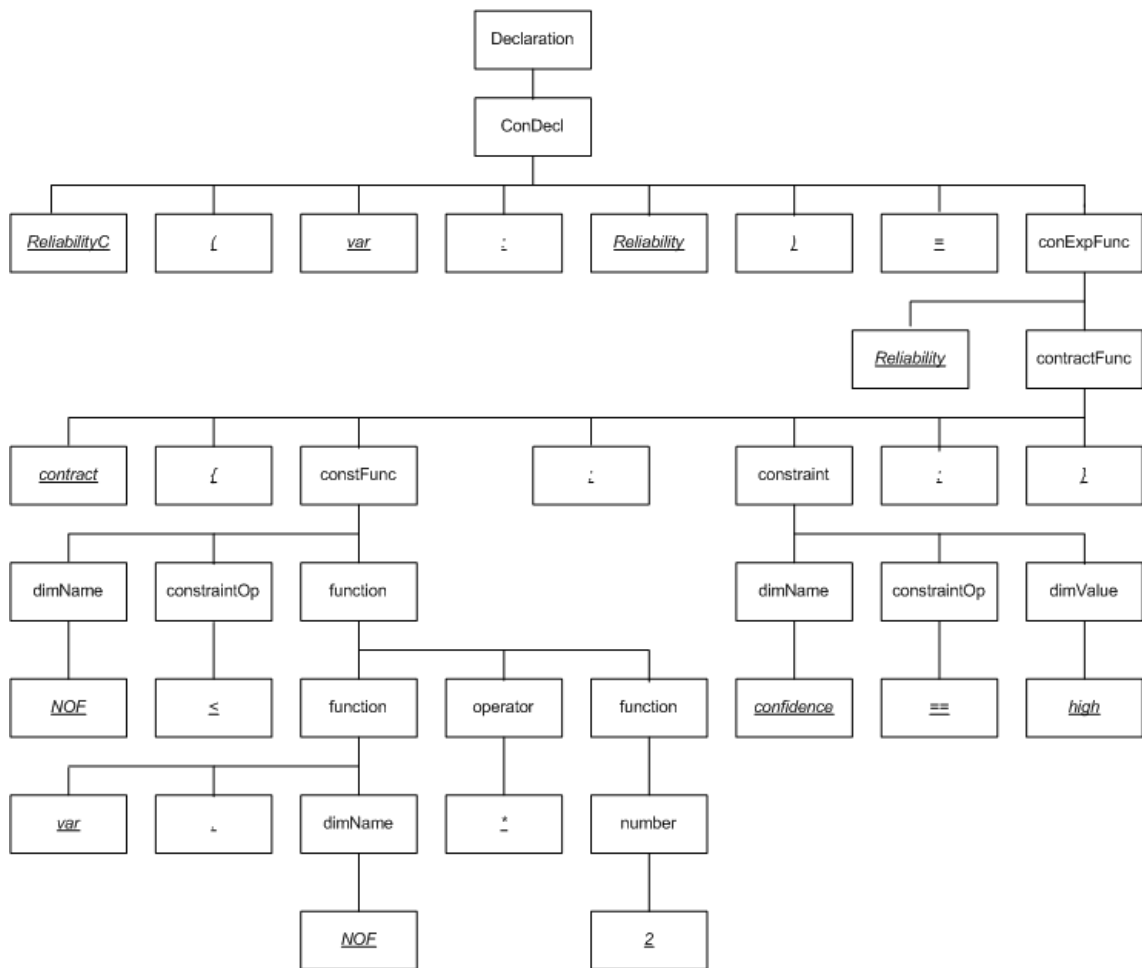 Declaration
ConDecl
ReliabilityC ( var : Reliability ) = conExpFunc
Reliability contractFunc
contract { constFunc ; constraint ; }
dimName constraintOp function dimName constraintOp dimValue
NOF < function operator function confidence == high
var . dimName * number
NOF 2